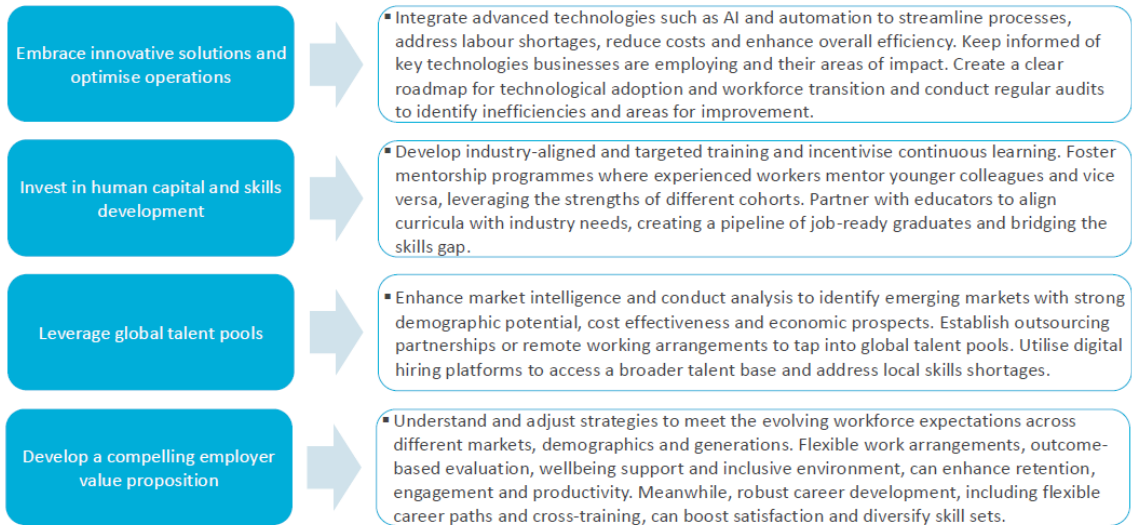 Embrace innovative solutions and
optimise operations
▪ Integrate advanced technologies such as AI and automation to streamline processes,
address labour shortages, reduce costs and enhance overall efficiency. Keep informed of
key technologies businesses are employing and their areas of impact. Create a clear
roadmap for technological adoption and workforce transition and conduct regular audits
to identify inefficiencies and areas for improvement.
Invest in human capital and skills
development
▪ Develop industry-aligned and targeted training and incentivise continuous learning. Foster
mentorship programmes where experienced workers mentor younger colleagues and vice
versa, leveraging the strengths of different cohorts. Partner with educators to align
curricula with industry needs, creating a pipeline of job-ready graduates and bridging the
skills gap.
Leverage global talent pools
▪ Enhance market intelligence and conduct analysis to identify emerging markets with strong
demographic potential, cost effectiveness and economic prospects. Establish outsourcing
partnerships or remote working arrangements to tap into global talent pools. Utilise digital
hiring platforms to access a broader talent base and address local skills shortages.
Develop a compelling employer
value proposition
▪ Understand and adjust strategies to meet the evolving workforce expectations across
different markets, demographics and generations. Flexible work arrangements, outcome-
based evaluation, wellbeing support and inclusive environment, can enhance retention,
engagement and productivity. Meanwhile, robust career development, including flexible
career paths and cross-training, can boost satisfaction and diversify skill sets.